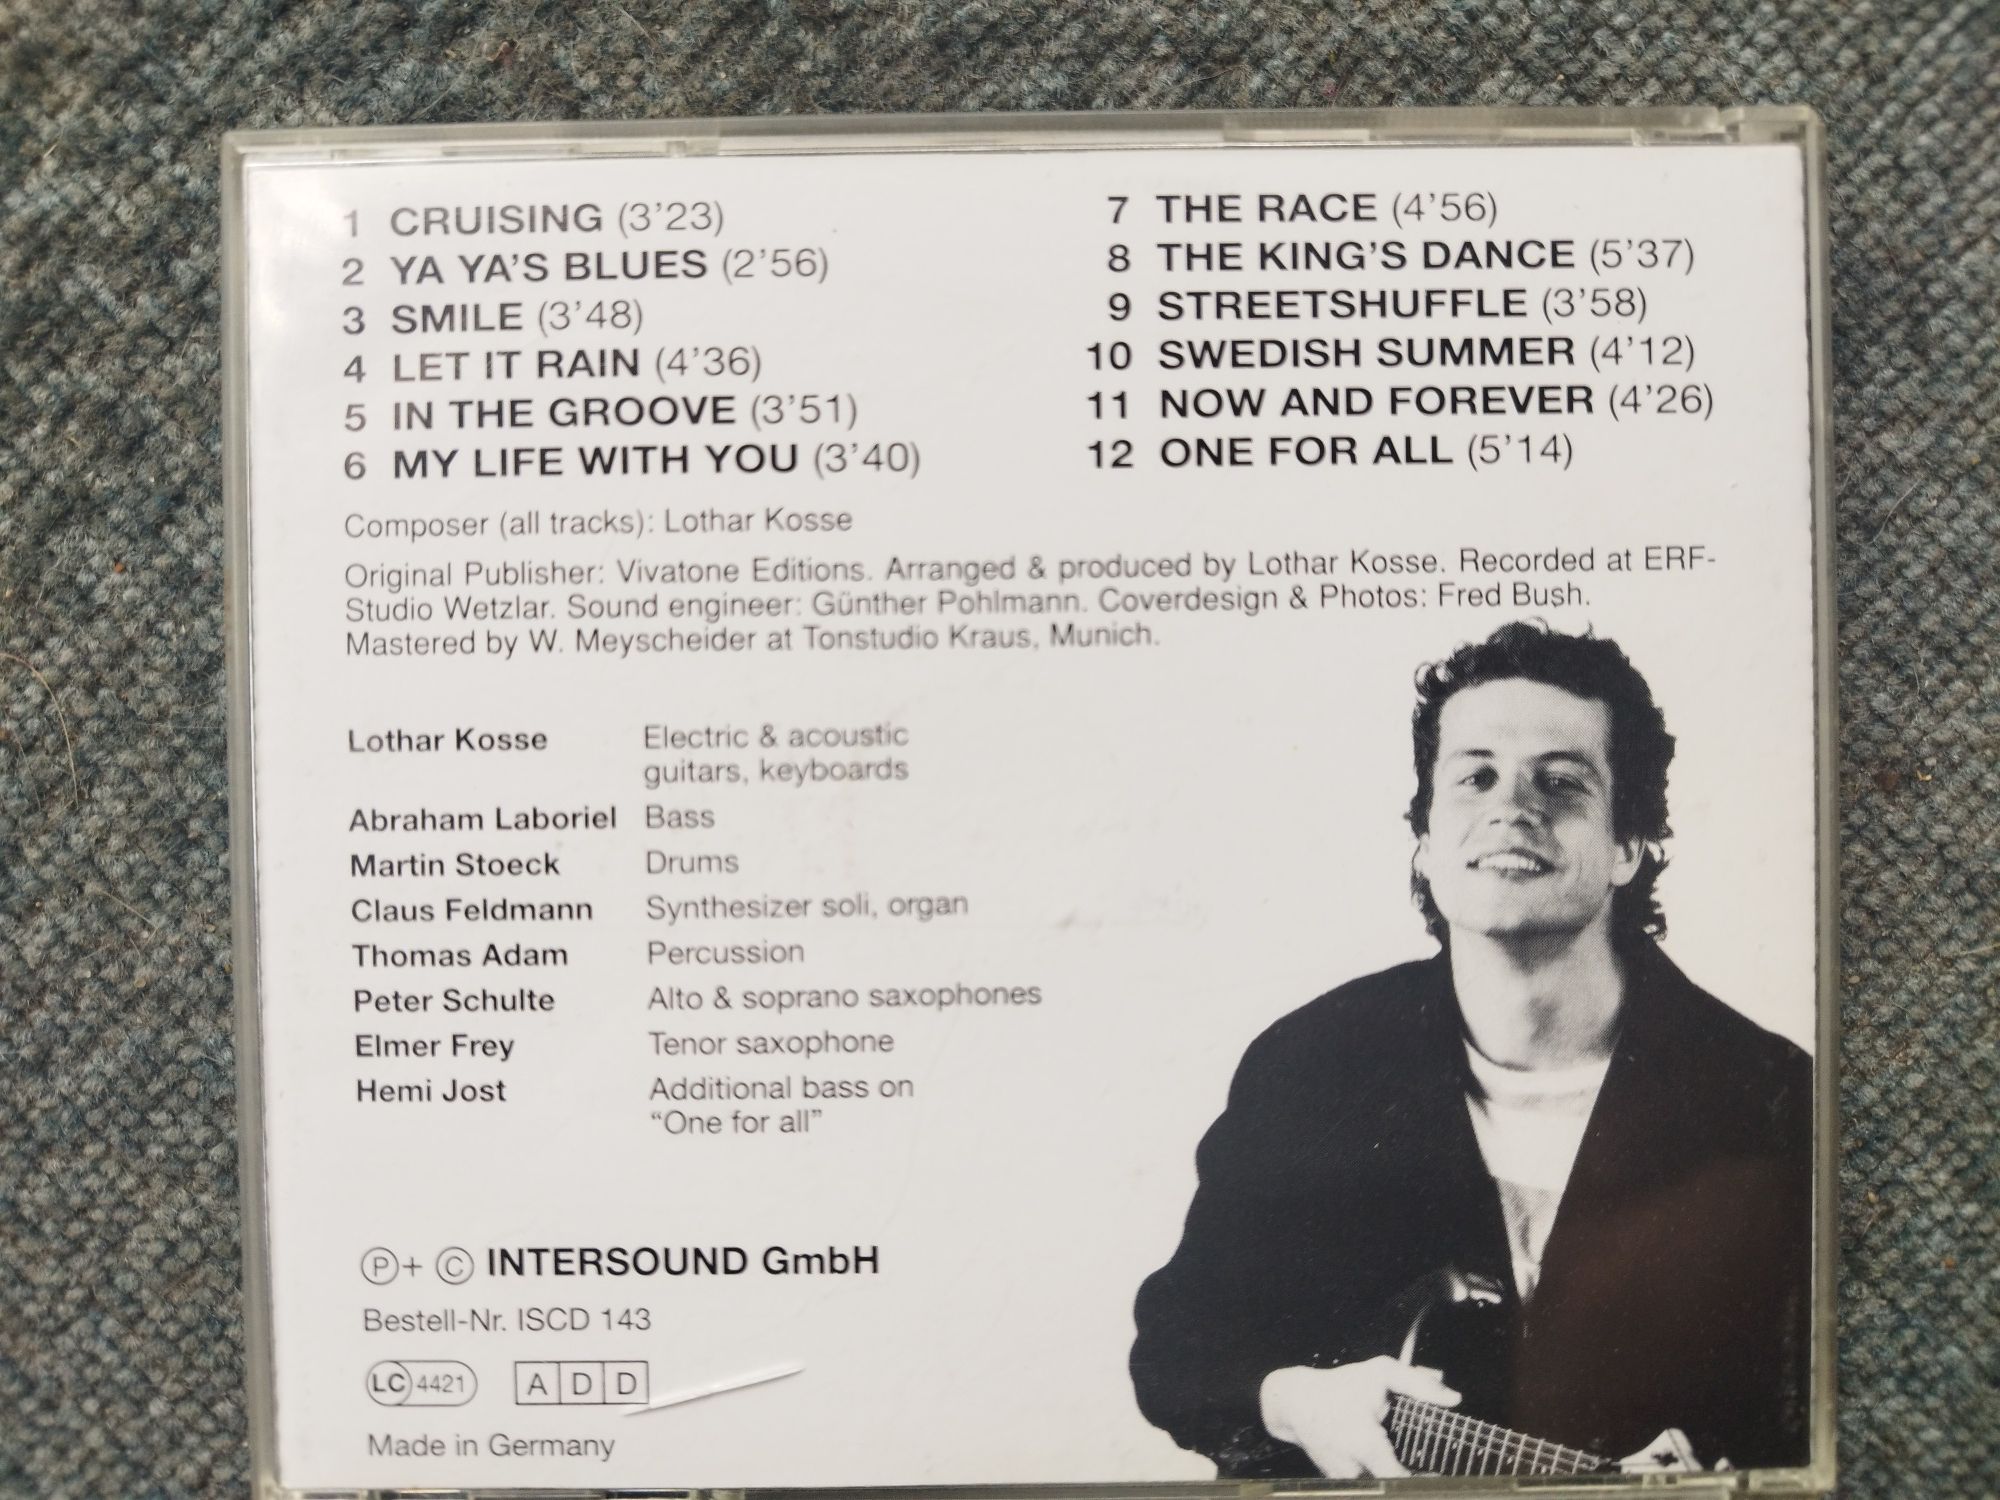 1 CRUISING (3'23)
2 YA YA'S BLUES (2'56)
3 SMILE (3'48)
4 LET IT RAIN (4'36)
5 IN THE GROOVE (3'51)
6 MY LIFE WITH YOU (3'40)
7 THE RACE (4'56)
8 THE KING'S DANCE (5'37)
9 STREETSHUFFLE (3'58)
10 SWEDISH SUMMER (4'12)
11 NOW AND FOREVER (4'26)
12 ONE FOR ALL (5'14)
Composer (all tracks): Lothar Kosse
Original Publisher: Vivatone Editions. Arranged & produced by Lothar Kosse. Recorded at ERF-
Studio Wetzlar. Sound engineer: Günther Pohlmann. Coverdesign & Photos: Fred Bush.
Mastered by W. Meyscheider at Tonstudio Kraus, Munich.
Lothar Kosse Electric & acoustic
guitars, keyboards
Abraham Laboriel Bass
Martin Stoeck Drums
Claus Feldmann Synthesizer soli, organ
Thomas Adam Percussion
Peter Schulte Alto & soprano saxophones
Elmer Frey Tenor saxophone
Hemi Jost Additional bass on
“One for all”
Ⓟ+ © INTERSOUND GmbH
Bestell-Nr. ISCD 143
LC 4421 A D D
Made in Germany